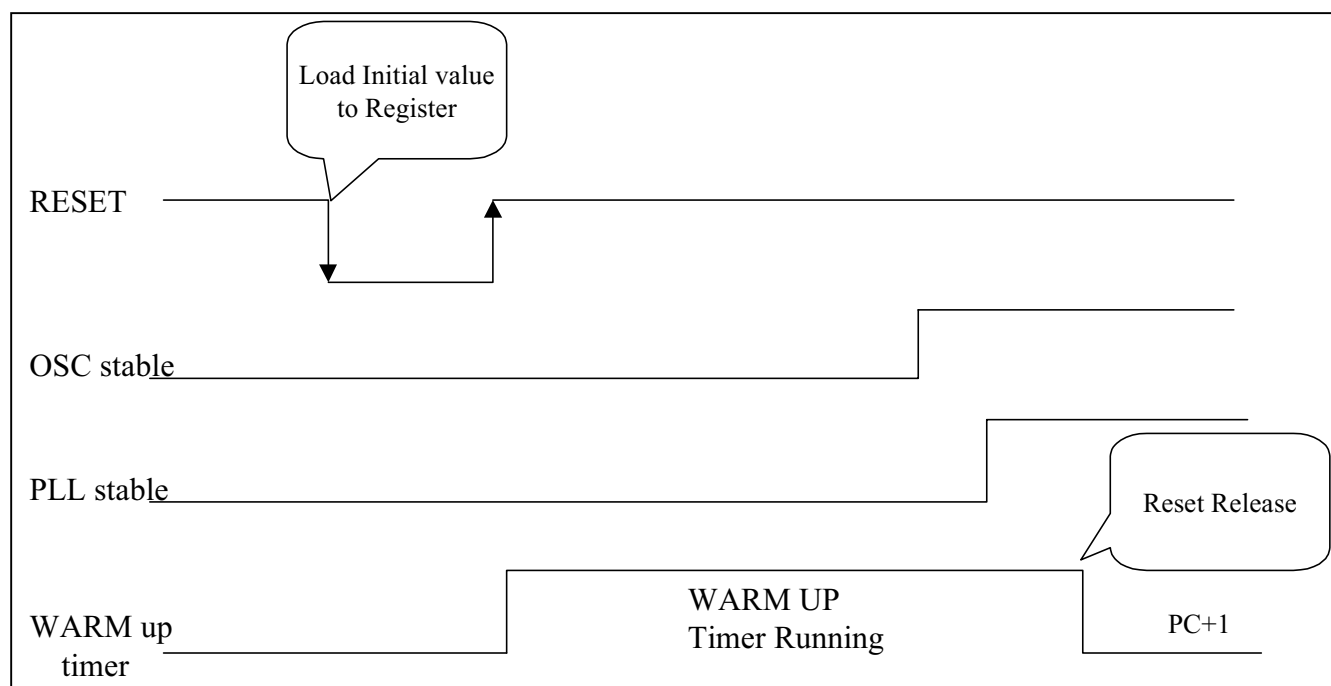 Load Initial value
to Register
RESET
OSC stable
PLL stable
Reset Release
WARM up
timer
WARM UP
Timer Running
PC+1